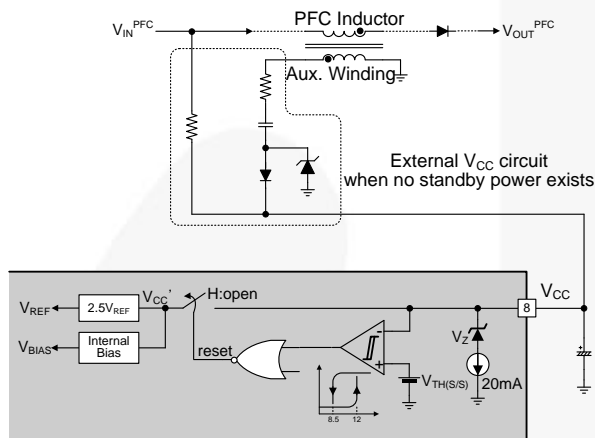 PFC Inductor
V_IN^PFC
V_OUT^PFC
Aux. Winding
External V_CC circuit
when no standby power exists
V_REF
2.5V_REF
V_CC'
H:open
8
V_CC
V_BIAS
Internal
Bias
reset
-
+
V_Z
V_TH(S/S)
20mA
8.5
12
+